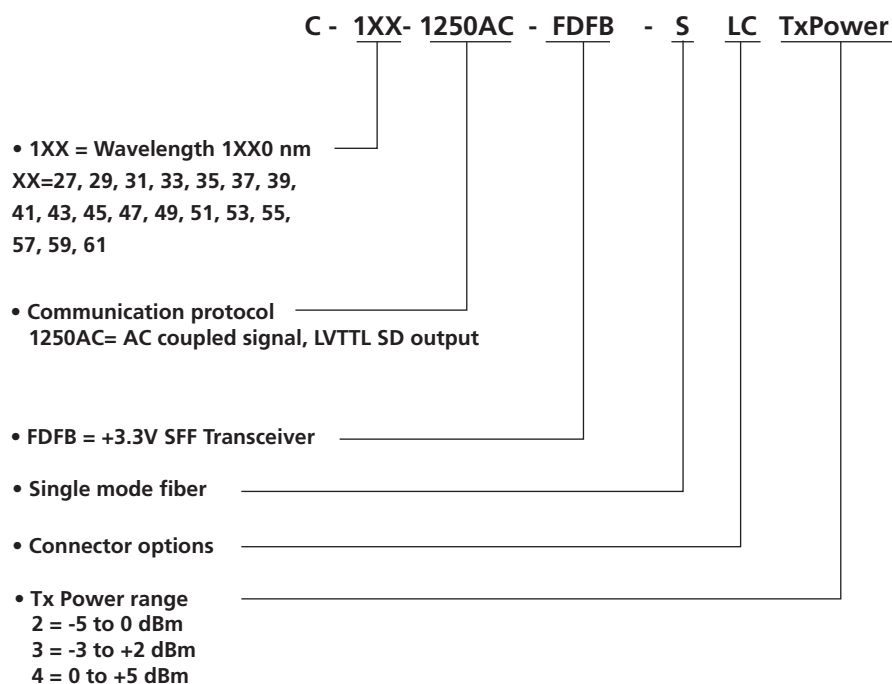 C - 1XX- 1250AC - FDFB - S LC TxPower
• 1XX = Wavelength 1XX0 nm
XX=27, 29, 31, 33, 35, 37, 39,
41, 43, 45, 47, 49, 51, 53, 55,
57, 59, 61
• Communication protocol
1250AC= AC coupled signal, LVTTL SD output
• FDFB = +3.3V SFF Transceiver
• Single mode fiber
• Connector options
• Tx Power range
2 = -5 to 0 dBm
3 = -3 to +2 dBm
4 = 0 to +5 dBm